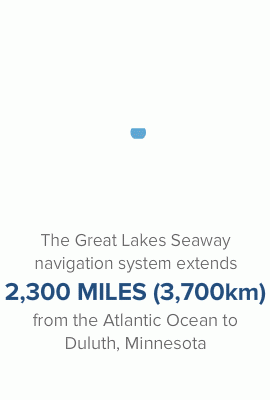 The Great Lakes Seaway
navigation system extends
2,300 MILES (3,700km)
from the Atlantic Ocean to
Duluth, Minnesota